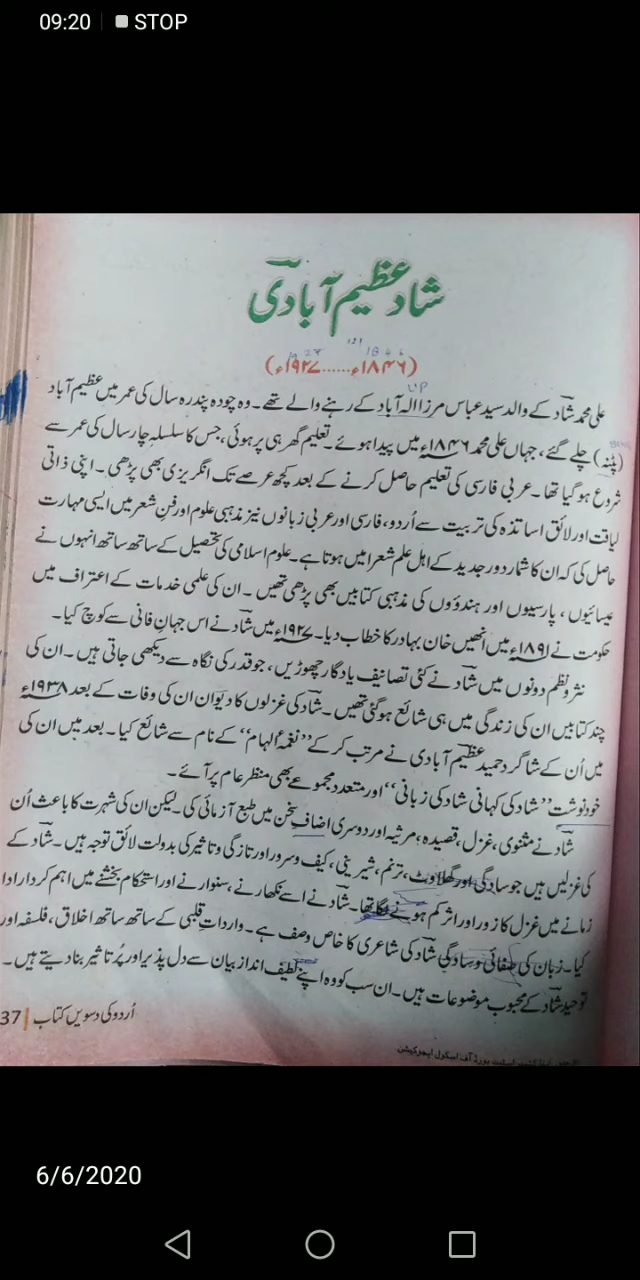 09:20 STOP
شاد عظیم آبادی
1846
(۱۸۴۶ء......۱۹۲۷ء)
UP
علی محمد شاد کے والد سید عباس مرزا الہ آباد کے رہنے والے تھے۔ وہ چودہ پندرہ سال کی عمر میں عظیم آباد
(پٹنہ) چلے گئے، جہاں علی محمد ۱۸۴۶ء میں پیدا ہوئے۔ تعلیم گھر ہی پر ہوئی، جس کا سلسلہ چار سال کی عمر سے
شروع ہو گیا تھا۔ عربی فارسی کی تعلیم حاصل کرنے کے بعد کچھ عرصے تک انگریزی بھی پڑھی۔ اپنی ذاتی
لیاقت اور لائق اساتذہ کی تربیت سے اُردو، فارسی اور عربی زبانوں نیز مذہبی علوم اور فنِ شعر میں ایسی مہارت
حاصل کی کہ ان کا شمار دور جدید کے اہل علم شعرا میں ہوتا ہے۔ علوم اسلامی کی تحصیل کے ساتھ ساتھ انہوں نے
عیسائیوں، پارسیوں اور ہندوؤں کی مذہبی کتابیں بھی پڑھی تھیں۔ ان کی علمی خدمات کے اعتراف میں
حکومت نے ۱۸۹۱ء میں انھیں خان بہادر کا خطاب دیا۔ ۱۹۲۷ء میں شاد نے اس جہانِ فانی سے کوچ کیا۔
نثر و نظم دونوں میں شاد نے کئی تصانیف یادگار چھوڑیں، جو قدر کی نگاہ سے دیکھی جاتی ہیں۔ ان کی
چند کتابیں ان کی زندگی میں ہی شائع ہو گئی تھیں۔ شاد کی غزلوں کا دیوان ان کی وفات کے بعد ۱۹۳۸ء
میں اُن کے شاگرد حمید عظیم آبادی نے مرتب کر کے "نغمۂ الہام" کے نام سے شائع کیا۔ بعد میں ان کی
خود نوشت "شاد کی کہانی شاد کی زبانی" اور متعدد مجموعے بھی منظر عام پر آئے۔
شاد نے مثنوی، غزل، قصیدہ، مرثیہ اور دوسری اضاف سخن میں طبع آزمائی کی۔ لیکن ان کی شہرت کا باعث اُن
کی غزلیں ہیں جو سادگی اور گھلاوٹ، ترنم، شیرینی، کیف و سرور اور تازگی و تاثیر کی بدولت لائق توجہ ہیں۔ شاد کے
زمانے میں غزل کا زور اور اثر کم ہونے لگا تھا۔ شاد نے اسے نکھارنے، سنوارنے اور استحکام بخشنے میں اہم کردار ادا
کیا۔ زبان کی صفائی و سادگی شاد کی شاعری کا خاص وصف ہے۔ وارداتِ قلبی کے ساتھ ساتھ اخلاق، فلسفہ اور
توحید شاد کے محبوب موضوعات ہیں۔ ان سب کو وہ اپنے لطیف انداز بیان سے دل پذیر اور پُر تاثیر بنا دیتے ہیں۔
اُردو کی دسویں کتاب 37
اسٹیٹ بورڈ آف اسکول ایجوکیشن
6/6/2020